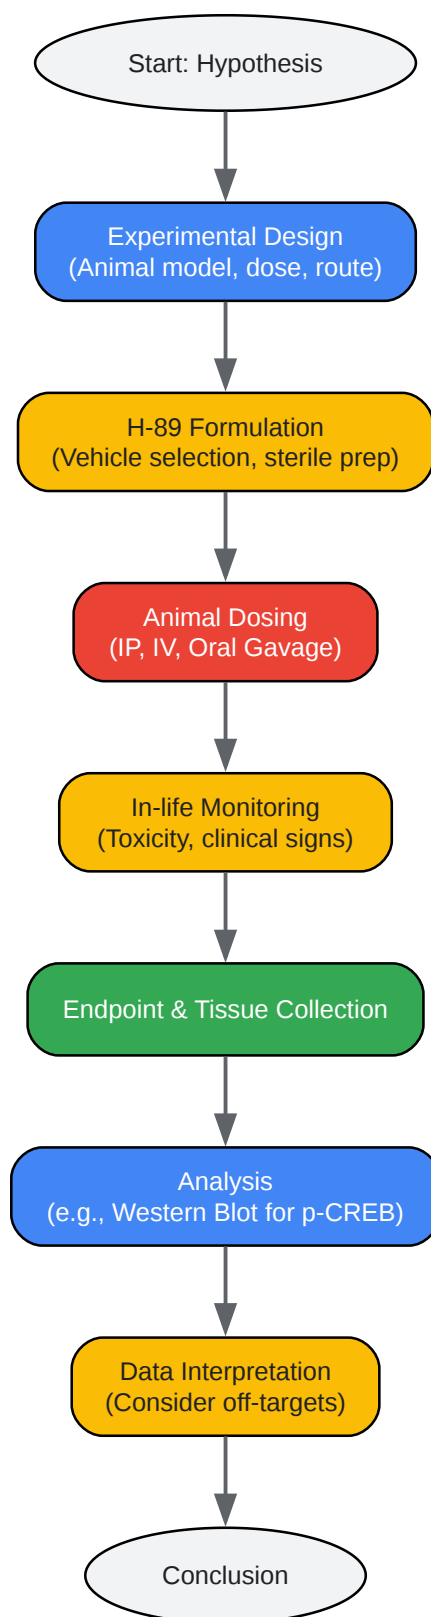 Start: Hypothesis
Experimental Design
(Animal model, dose, route)
H-89 Formulation
(Vehicle selection, sterile prep)
Animal Dosing
(IP, IV, Oral Gavage)
In-life Monitoring
(Toxicity, clinical signs)
Endpoint & Tissue Collection
Analysis
(e.g., Western Blot for p-CREB)
Data Interpretation
(Consider off-targets)
Conclusion